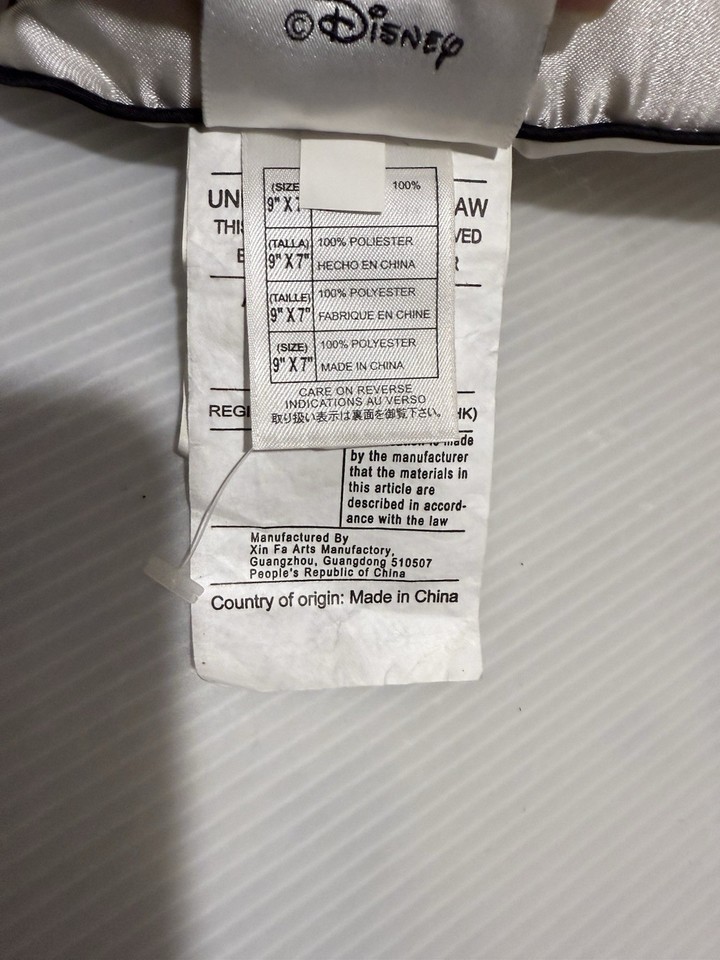 © Disney
(SIZE
100%
9" X
UN
AW
THIS
VED
(TALLA) 100% POLIESTER
9" X 7" HECHO EN CHINA
(TAILLE) 100% POLYESTER
9" X 7" FABRIQUE EN CHINE
(SIZE) 100% POLYESTER
9" X 7" MADE IN CHINA
CARE ON REVERSE
INDICATIONS AU VERSO
取り扱い表示は裏面を御覧下さい。
REGI
HK)
is made
by the manufacturer
that the materials in
this article are
described in accord-
ance with the law
Manufactured By
Xin Fa Arts Manufactory,
Guangzhou, Guangdong 510507
People's Republic of China
Country of origin: Made in China